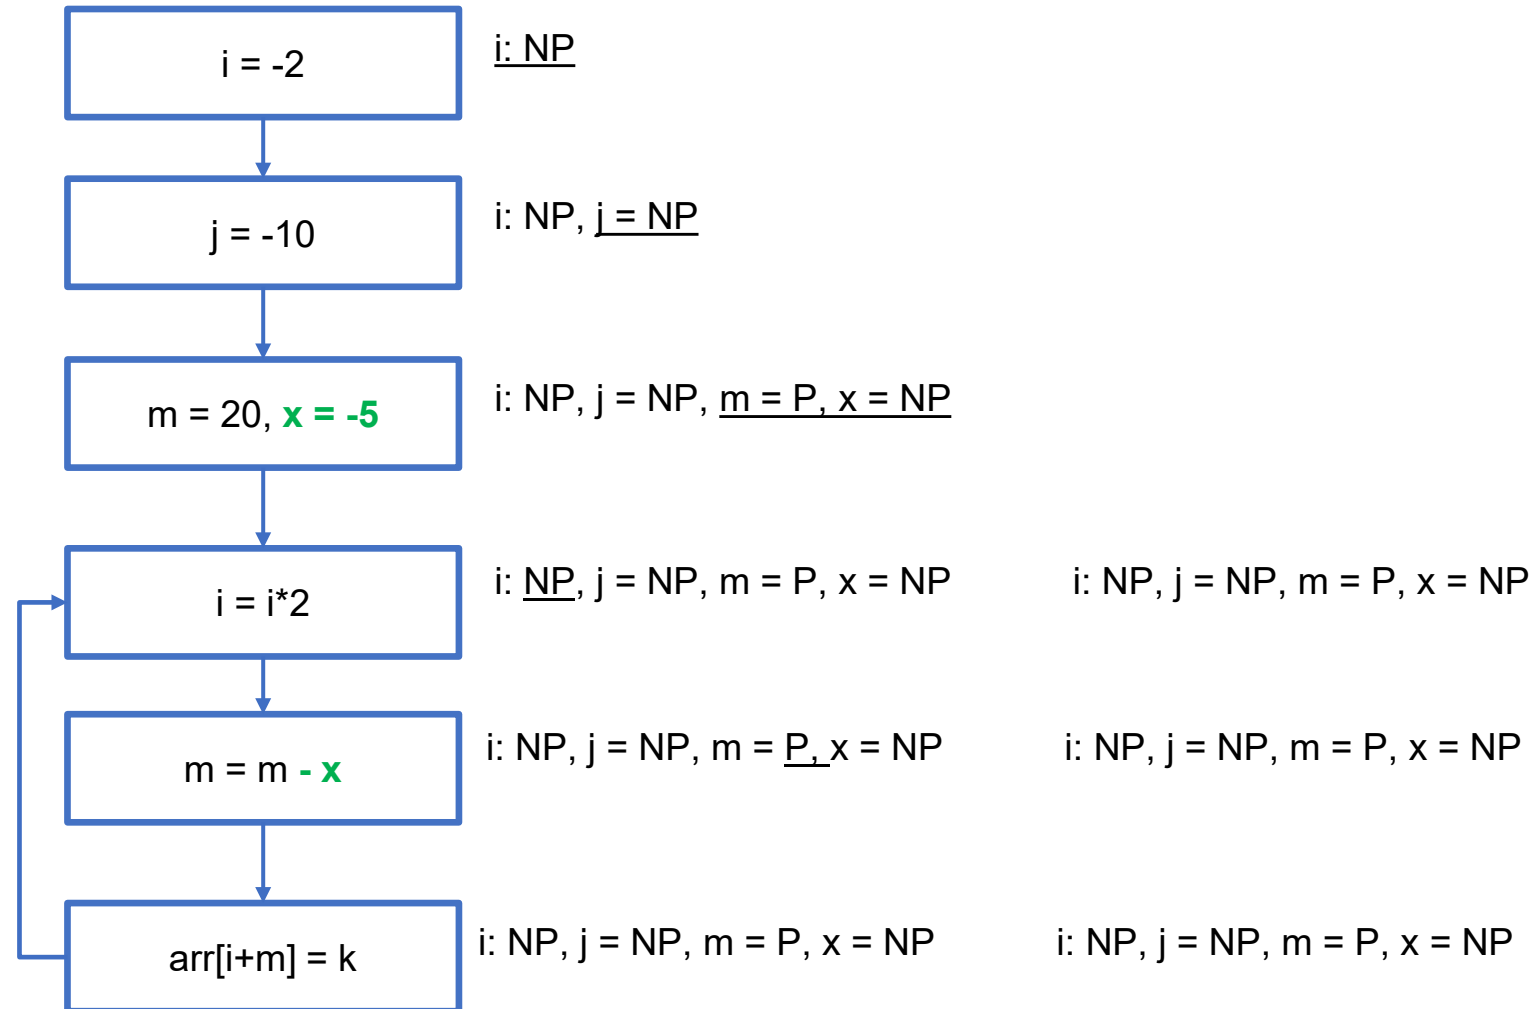 i = -2
i: NP
j = -10
i: NP, j = NP
m = 20, x = -5
i: NP, j = NP, m = P, x = NP
i = i*2
i: NP, j = NP, m = P, x = NP
i: NP, j = NP, m = P, x = NP
m = m - x
i: NP, j = NP, m = P, x = NP
i: NP, j = NP, m = P, x = NP
arr[i+m] = k
i: NP, j = NP, m = P, x = NP
i: NP, j = NP, m = P, x = NP